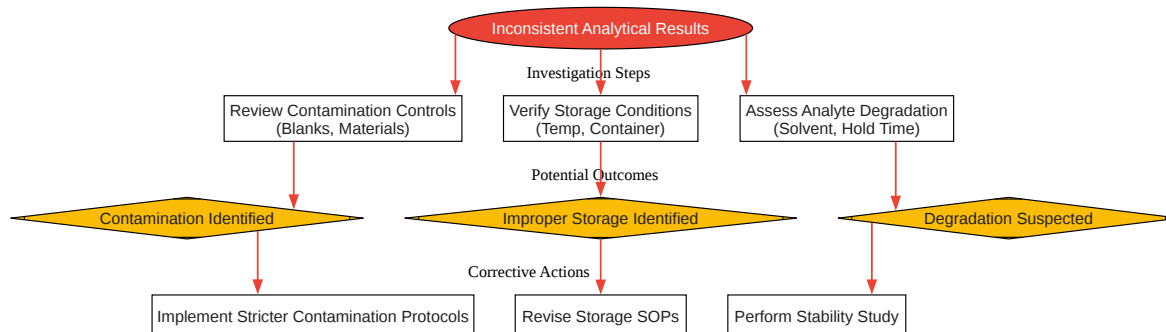 Inconsistent Analytical Results
Investigation Steps
Review Contamination Controls
(Blanks, Materials)
Verify Storage Conditions
(Temp, Container)
Assess Analyte Degradation
(Solvent, Hold Time)
Potential Outcomes
Contamination Identified
Improper Storage Identified
Degradation Suspected
Corrective Actions
Implement Stricter Contamination Protocols
Revise Storage SOPs
Perform Stability Study